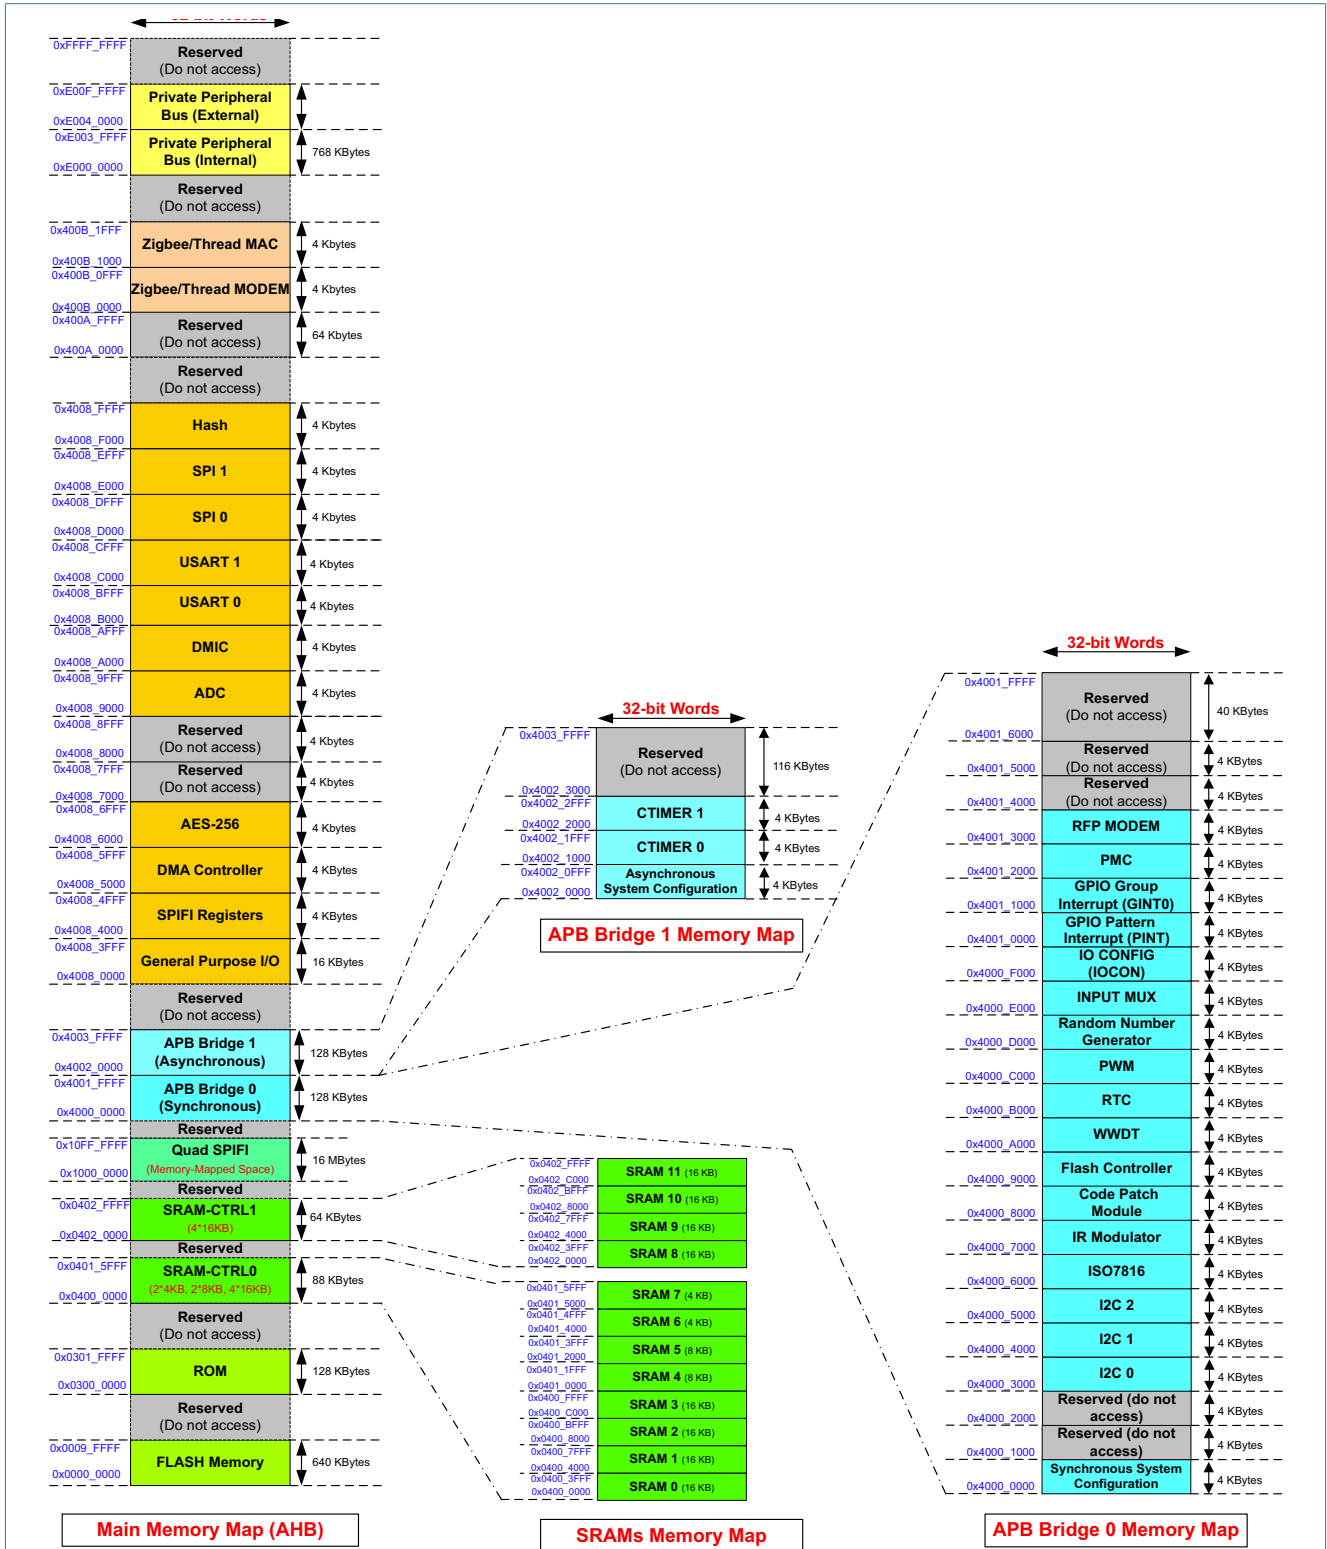 0xFFFF_FFFF
Reserved
(Do not access)
0xE00F_FFFF
Private Peripheral
Bus (External)
0xE004_0000
0xE003_FFFF
Private Peripheral
Bus (Internal)
768 KBytes
0xE000_0000
Reserved
(Do not access)
0x400B_1FFF
Zigbee/Thread MAC
4 Kbytes
0x400B_1000
0x400B_0FFF
Zigbee/Thread MODEM
4 Kbytes
0x400B_0000
0x400A_FFFF
Reserved
(Do not access)
64 Kbytes
0x400A_0000
Reserved
(Do not access)
0x4008_FFFF
Hash
4 Kbytes
0x4008_F000
0x4008_EFFF
SPI 1
4 Kbytes
0x4008_E000
0x4008_DFFF
SPI 0
4 Kbytes
0x4008_D000
0x4008_CFFF
USART 1
4 Kbytes
0x4008_C000
0x4008_BFFF
USART 0
4 Kbytes
0x4008_B000
0x4008_AFFF
DMIC
4 Kbytes
0x4008_A000
0x4008_9FFF
ADC
4 Kbytes
0x4008_9000
0x4008_8FFF
Reserved
(Do not access)
4 Kbytes
0x4008_8000
0x4008_7FFF
Reserved
(Do not access)
4 Kbytes
0x4008_7000
0x4008_6FFF
AES-256
4 Kbytes
0x4008_6000
0x4008_5FFF
DMA Controller
4 KBytes
0x4008_5000
0x4008_4FFF
SPIFI Registers
4 KBytes
0x4008_4000
0x4008_3FFF
General Purpose I/O
16 KBytes
0x4008_0000
Reserved
(Do not access)
0x4003_FFFF
APB Bridge 1
(Asynchronous)
128 KBytes
0x4002_0000
0x4001_FFFF
APB Bridge 0
(Synchronous)
128 KBytes
0x4000_0000
Reserved
0x10FF_FFFF
Quad SPIFI
(Memory-Mapped Space)
16 MBytes
0x1000_0000
Reserved
0x0402_FFFF
SRAM-CTRL1
(4*16KB)
64 KBytes
0x0402_0000
Reserved
0x0401_5FFF
SRAM-CTRL0
(2*4KB, 2*8KB, 4*16KB)
88 KBytes
0x0400_0000
Reserved
(Do not access)
0x0301_FFFF
ROM
128 KBytes
0x0300_0000
Reserved
(Do not access)
0x0009_FFFF
FLASH Memory
640 KBytes
0x0000_0000
Main Memory Map (AHB)
32-bit Words
0x4003_FFFF
Reserved
(Do not access)
116 KBytes
0x4002_3000
0x4002_2FFF
CTIMER 1
4 KBytes
0x4002_2000
0x4002_1FFF
CTIMER 0
4 KBytes
0x4002_1000
0x4002_0FFF
Asynchronous
System Configuration
4 KBytes
0x4002_0000
APB Bridge 1 Memory Map
0x0402_FFFF
SRAM 11 (16 KB)
0x0402_C000
0x0402_BFFF
SRAM 10 (16 KB)
0x0402_8000
0x0402_7FFF
SRAM 9 (16 KB)
0x0402_4000
0x0402_3FFF
SRAM 8 (16 KB)
0x0402_0000
0x0401_5FFF
SRAM 7 (4 KB)
0x0401_5000
0x0401_4FFF
SRAM 6 (4 KB)
0x0401_4000
0x0401_3FFF
SRAM 5 (8 KB)
0x0401_2000
0x0401_1FFF
SRAM 4 (8 KB)
0x0401_0000
0x0400_FFFF
SRAM 3 (16 KB)
0x0400_C000
0x0400_BFFF
SRAM 2 (16 KB)
0x0400_8000
0x0400_7FFF
SRAM 1 (16 KB)
0x0400_4000
0x0400_3FFF
SRAM 0 (16 KB)
0x0400_0000
SRAMs Memory Map
32-bit Words
0x4001_FFFF
Reserved
(Do not access)
40 KBytes
0x4001_6000
Reserved
(Do not access)
4 KBytes
0x4001_5000
Reserved
(Do not access)
4 KBytes
0x4001_4000
RFP MODEM
4 KBytes
0x4001_3000
PMC
4 KBytes
0x4001_2000
GPIO Group
Interrupt (GINT0)
4 KBytes
0x4001_1000
GPIO Pattern
Interrupt (PINT)
4 KBytes
0x4001_0000
IO CONFIG
(IOCON)
4 KBytes
0x4000_F000
INPUT MUX
4 KBytes
0x4000_E000
Random Number
Generator
4 KBytes
0x4000_D000
PWM
4 KBytes
0x4000_C000
RTC
4 KBytes
0x4000_B000
WWDT
4 KBytes
0x4000_A000
Flash Controller
4 KBytes
0x4000_9000
Code Patch
Module
4 KBytes
0x4000_8000
IR Modulator
4 KBytes
0x4000_7000
ISO7816
4 KBytes
0x4000_6000
I2C 2
4 KBytes
0x4000_5000
I2C 1
4 KBytes
0x4000_4000
I2C 0
4 KBytes
0x4000_3000
Reserved (do not
access)
4 KBytes
0x4000_2000
Reserved (do not
access)
4 KBytes
0x4000_1000
Synchronous System
Configuration
4 KBytes
0x4000_0000
APB Bridge 0 Memory Map